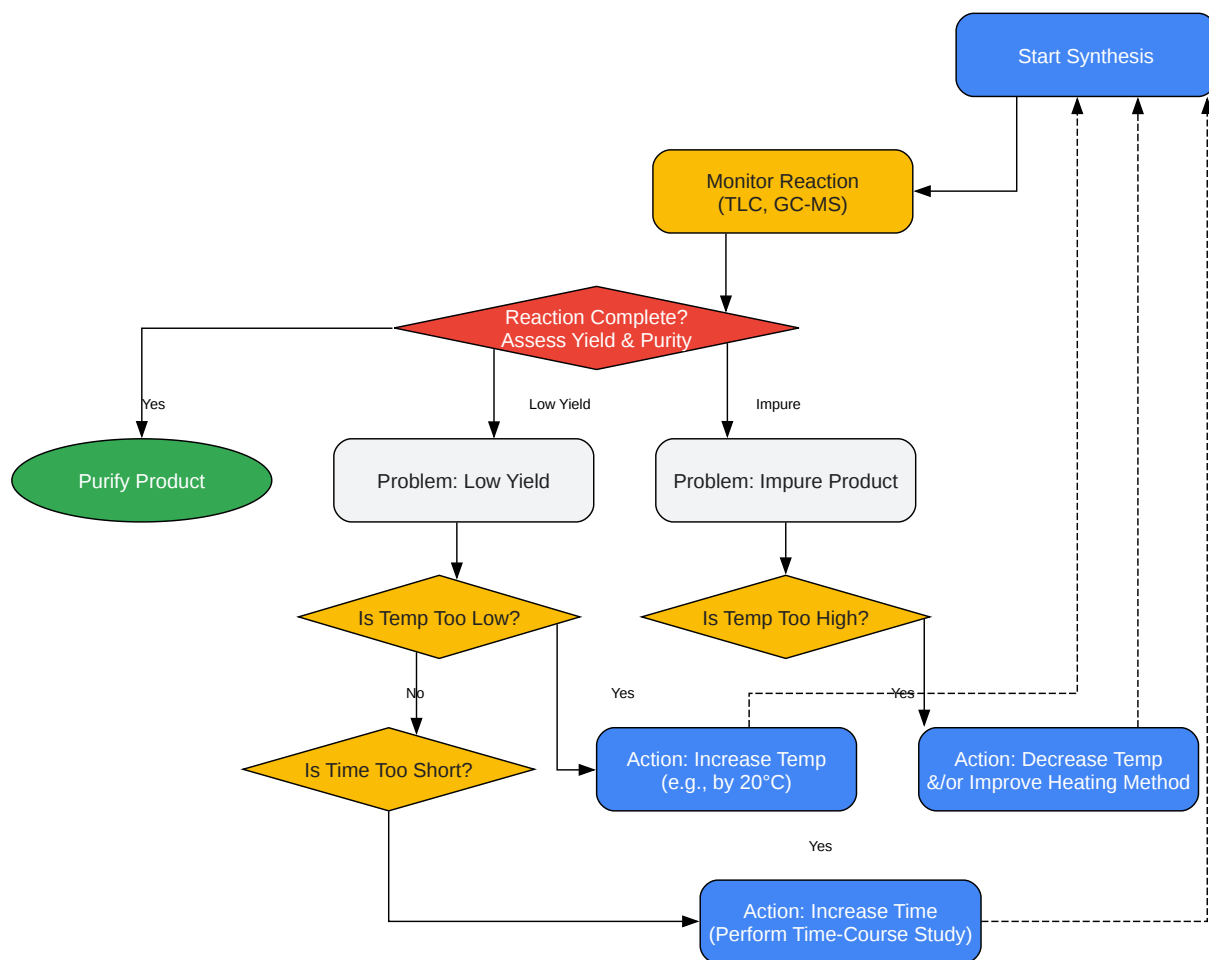 Start Synthesis
Monitor Reaction
(TLC, GC-MS)
Reaction Complete?
Assess Yield & Purity
Yes
Low Yield
Impure
Purify Product
Problem: Low Yield
Problem: Impure Product
Is Temp Too Low?
Is Temp Too High?
No
Yes
Yes
Is Time Too Short?
Action: Increase Temp
(e.g., by 20°C)
Action: Decrease Temp
&/or Improve Heating Method
Yes
Action: Increase Time
(Perform Time-Course Study)